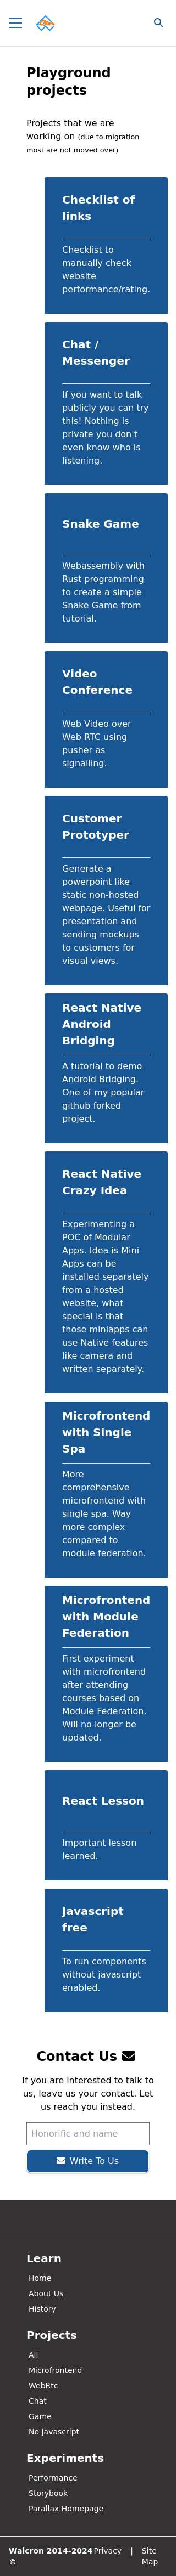 Playground
projects
Projects that we are
working on (due to migration
most are not moved over)
Checklist of
links
Checklist to
manually check
website
performance/rating.
Chat /
Messenger
If you want to talk
publicly you can try
this! Nothing is
private you don't
even know who is
listening.
Snake Game
Webassembly with
Rust programming
to create a simple
Snake Game from
tutorial.
Video
Conference
Web Video over
Web RTC using
pusher as
signalling.
Customer
Prototyper
Generate a
powerpoint like
static non-hosted
webpage. Useful for
presentation and
sending mockups
to customers for
visual views.
React Native
Android
Bridging
A tutorial to demo
Android Bridging.
One of my popular
github forked
project.
React Native
Crazy Idea
Experimenting a
POC of Modular
Apps. Idea is Mini
Apps can be
installed separately
from a hosted
website, what
special is that
those miniapps can
use Native features
like camera and
written separately.
Microfrontend
with Single
Spa
More
comprehensive
microfrontend with
single spa. Way
more complex
compared to
module federation.
Microfrontend
with Module
Federation
First experiment
with microfrontend
after attending
courses based on
Module Federation.
Will no longer be
updated.
React Lesson
Important lesson
learned.
Javascript
free
To run components
without javascript
enabled.
Contact Us
If you are interested to talk to
us, leave us your contact. Let
us reach you instead.
Honorific and name
Write To Us
Learn
Home
About Us
History
Projects
All
Microfrontend
WebRtc
Chat
Game
No Javascript
Experiments
Performance
Storybook
Parallax Homepage
Walcron 2014-2024 Privacy | Site
© Map